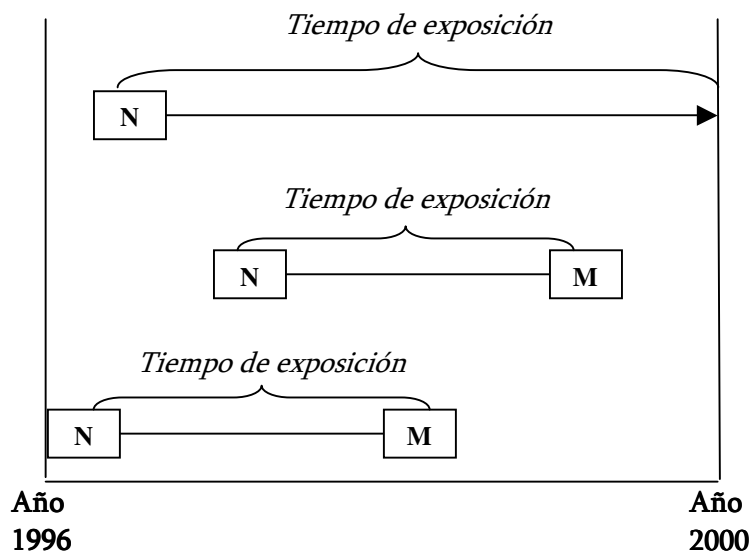 Tiempo de exposición
N
Tiempo de exposición
N M
Tiempo de exposición
N M
Año Año
1996 2000